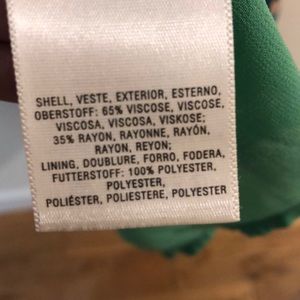 SHELL, VESTE, EXTERIOR, ESTERNO,
OBERSTOFF: 65% VISCOSE, VISCOSE,
VISCOSA, VISCOSA, VISKOSE;
35% RAYON, RAYONNE, RAYÓN,
RAYON, REYON;
LINING, DOUBLURE, FORRO, FODERA,
FUTTERSTOFF: 100% POLYESTER,
POLYESTER,
POLIÉSTER, POLIESTERE, POLYESTER